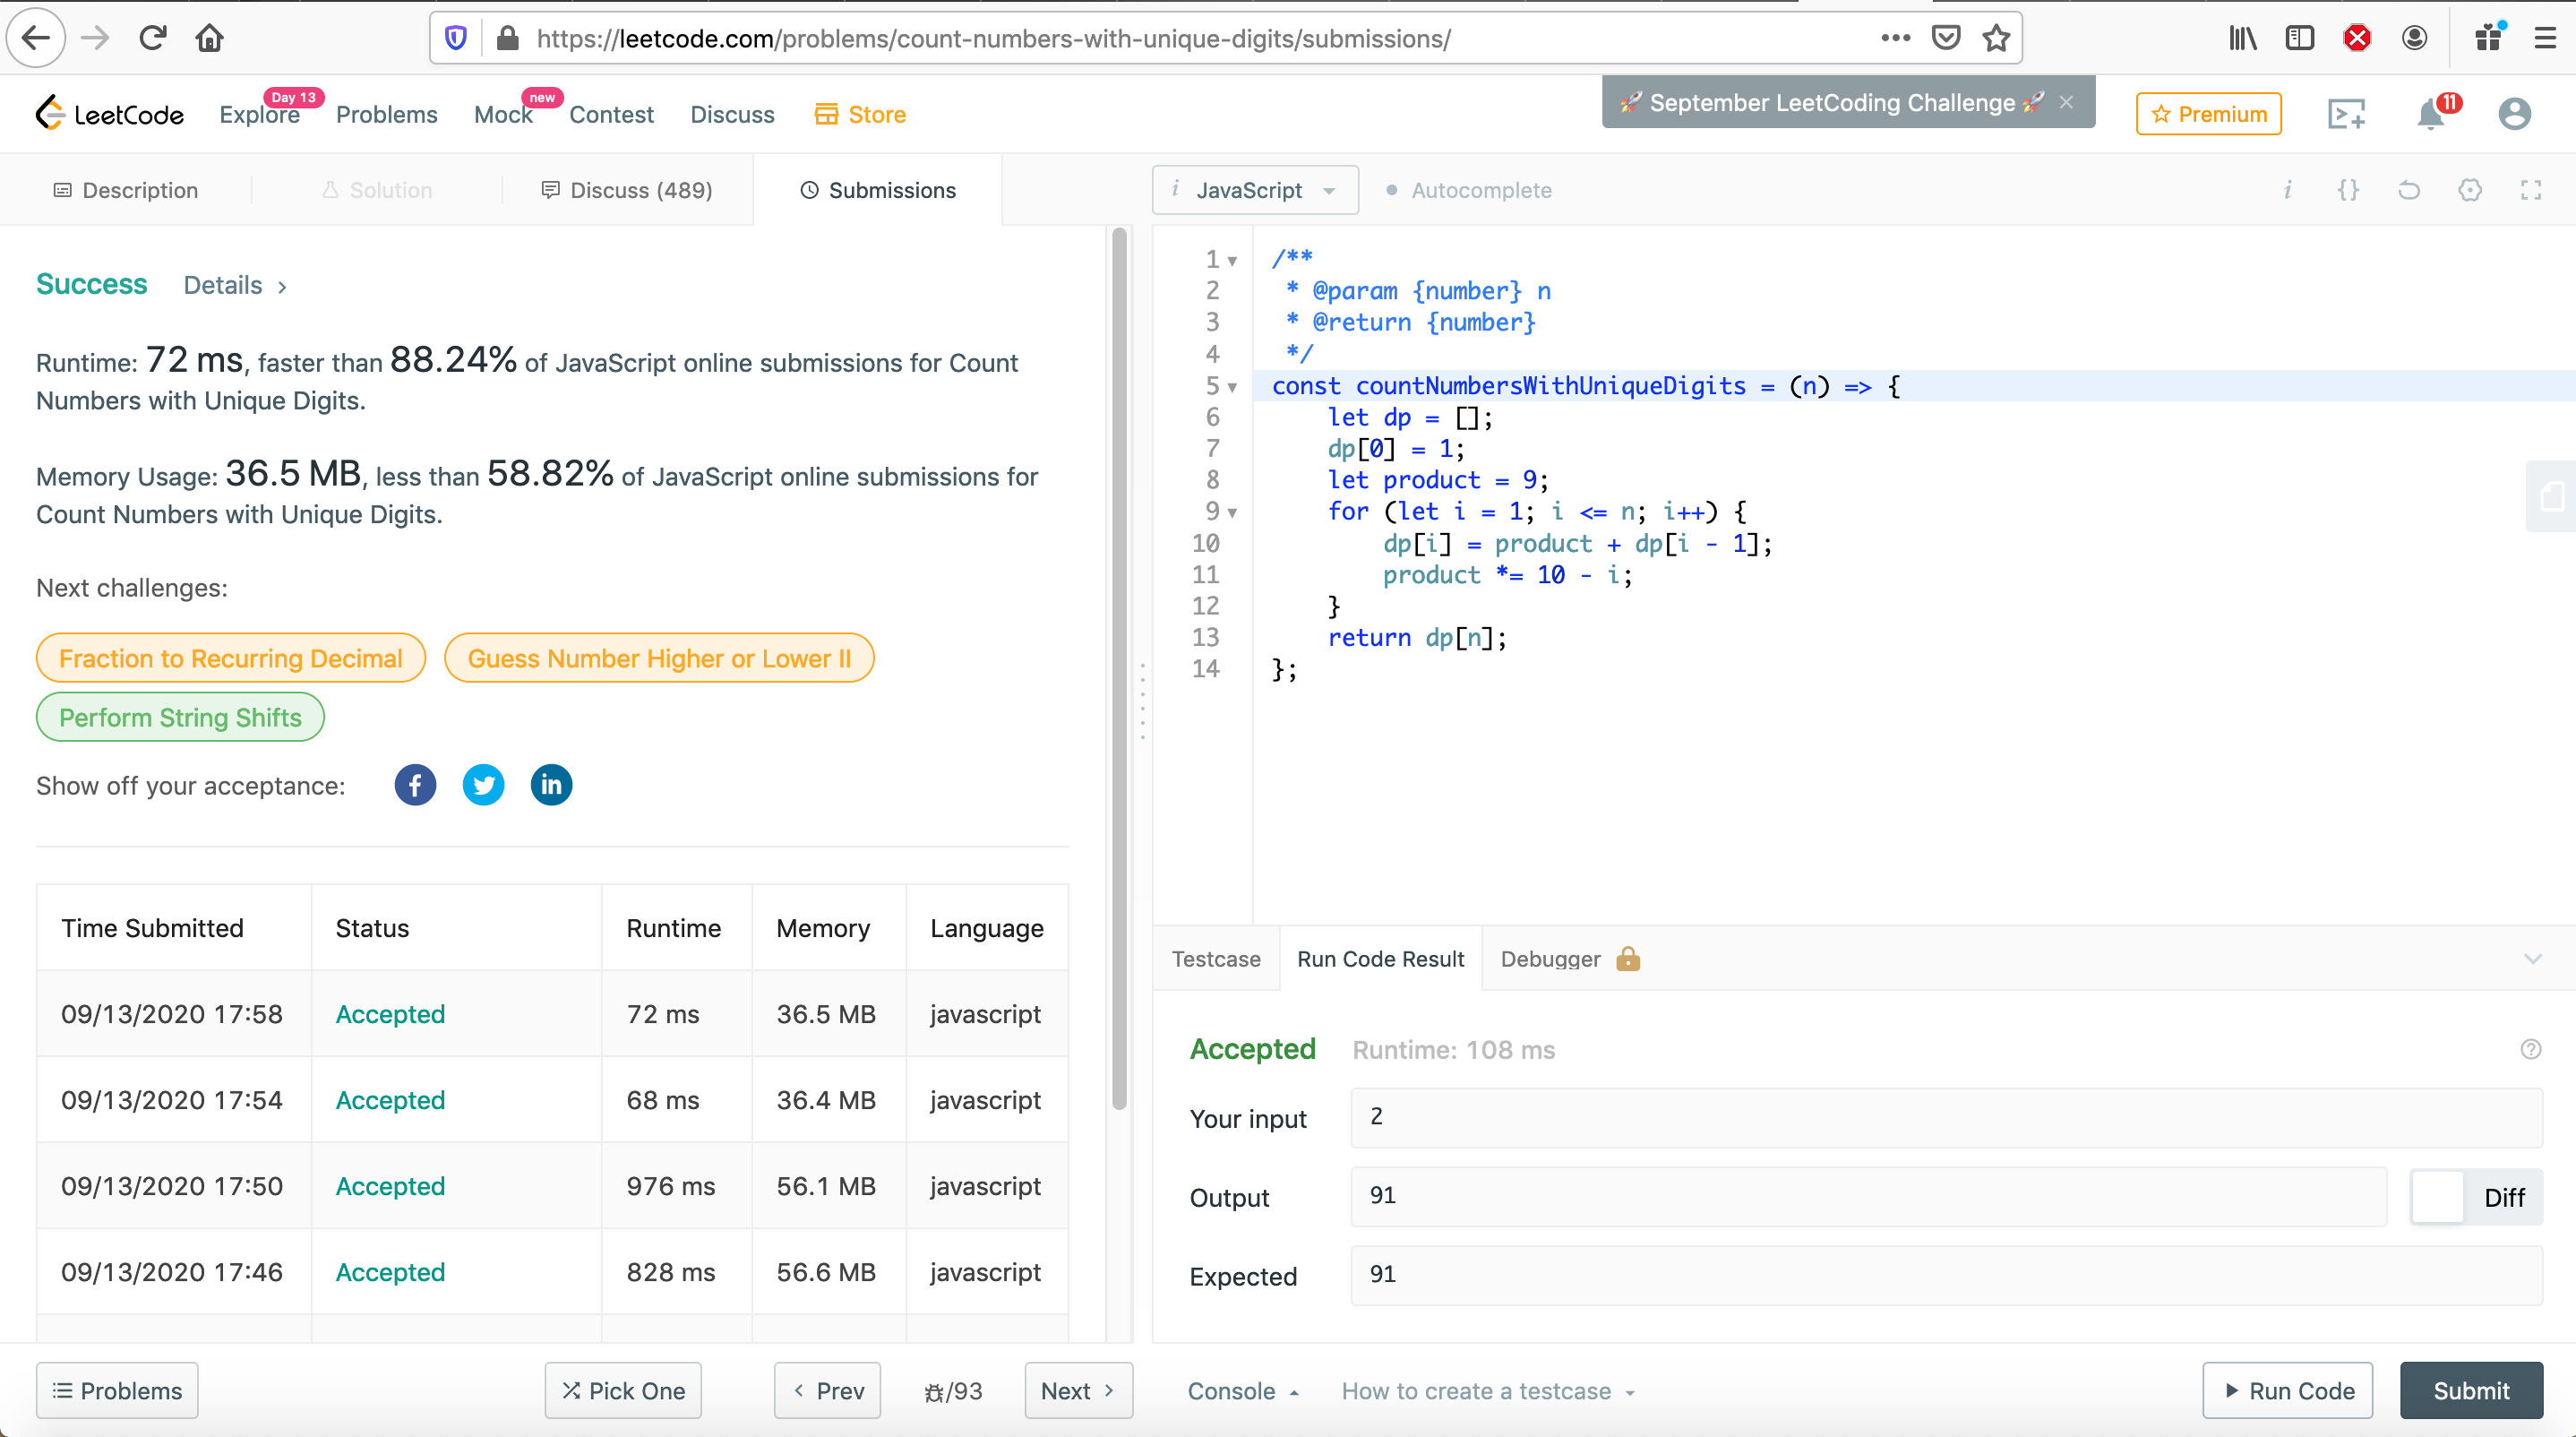 https://leetcode.com/problems/count-numbers-with-unique-digits/submissions/
LeetCode
Explore
Day 13
Problems
Mock
new
Contest
Discuss
Store
🚀 September LeetCoding Challenge 🚀 ×
Premium
11
Description
Solution
Discuss (489)
Submissions
i JavaScript
Autocomplete
i {}
Success Details >
Runtime: 72 ms, faster than 88.24% of JavaScript online submissions for Count
Numbers with Unique Digits.
Memory Usage: 36.5 MB, less than 58.82% of JavaScript online submissions for
Count Numbers with Unique Digits.
Next challenges:
Fraction to Recurring Decimal
Guess Number Higher or Lower II
Perform String Shifts
Show off your acceptance: f in
Time Submitted Status Runtime Memory Language
09/13/2020 17:58 Accepted 72 ms 36.5 MB javascript
09/13/2020 17:54 Accepted 68 ms 36.4 MB javascript
09/13/2020 17:50 Accepted 976 ms 56.1 MB javascript
09/13/2020 17:46 Accepted 828 ms 56.6 MB javascript
1 /**
2 * @param {number} n
3 * @return {number}
4 */
5 const countNumbersWithUniqueDigits = (n) => {
6 let dp = [];
7 dp[0] = 1;
8 let product = 9;
9 for (let i = 1; i <= n; i++) {
10 dp[i] = product + dp[i - 1];
11 product *= 10 - i;
12 }
13 return dp[n];
14 };
Testcase
Run Code Result
Debugger
Accepted Runtime: 108 ms
Your input 2
Output 91 Diff
Expected 91
Problems
Pick One
< Prev
/93
Next >
Console
How to create a testcase
Run Code
Submit